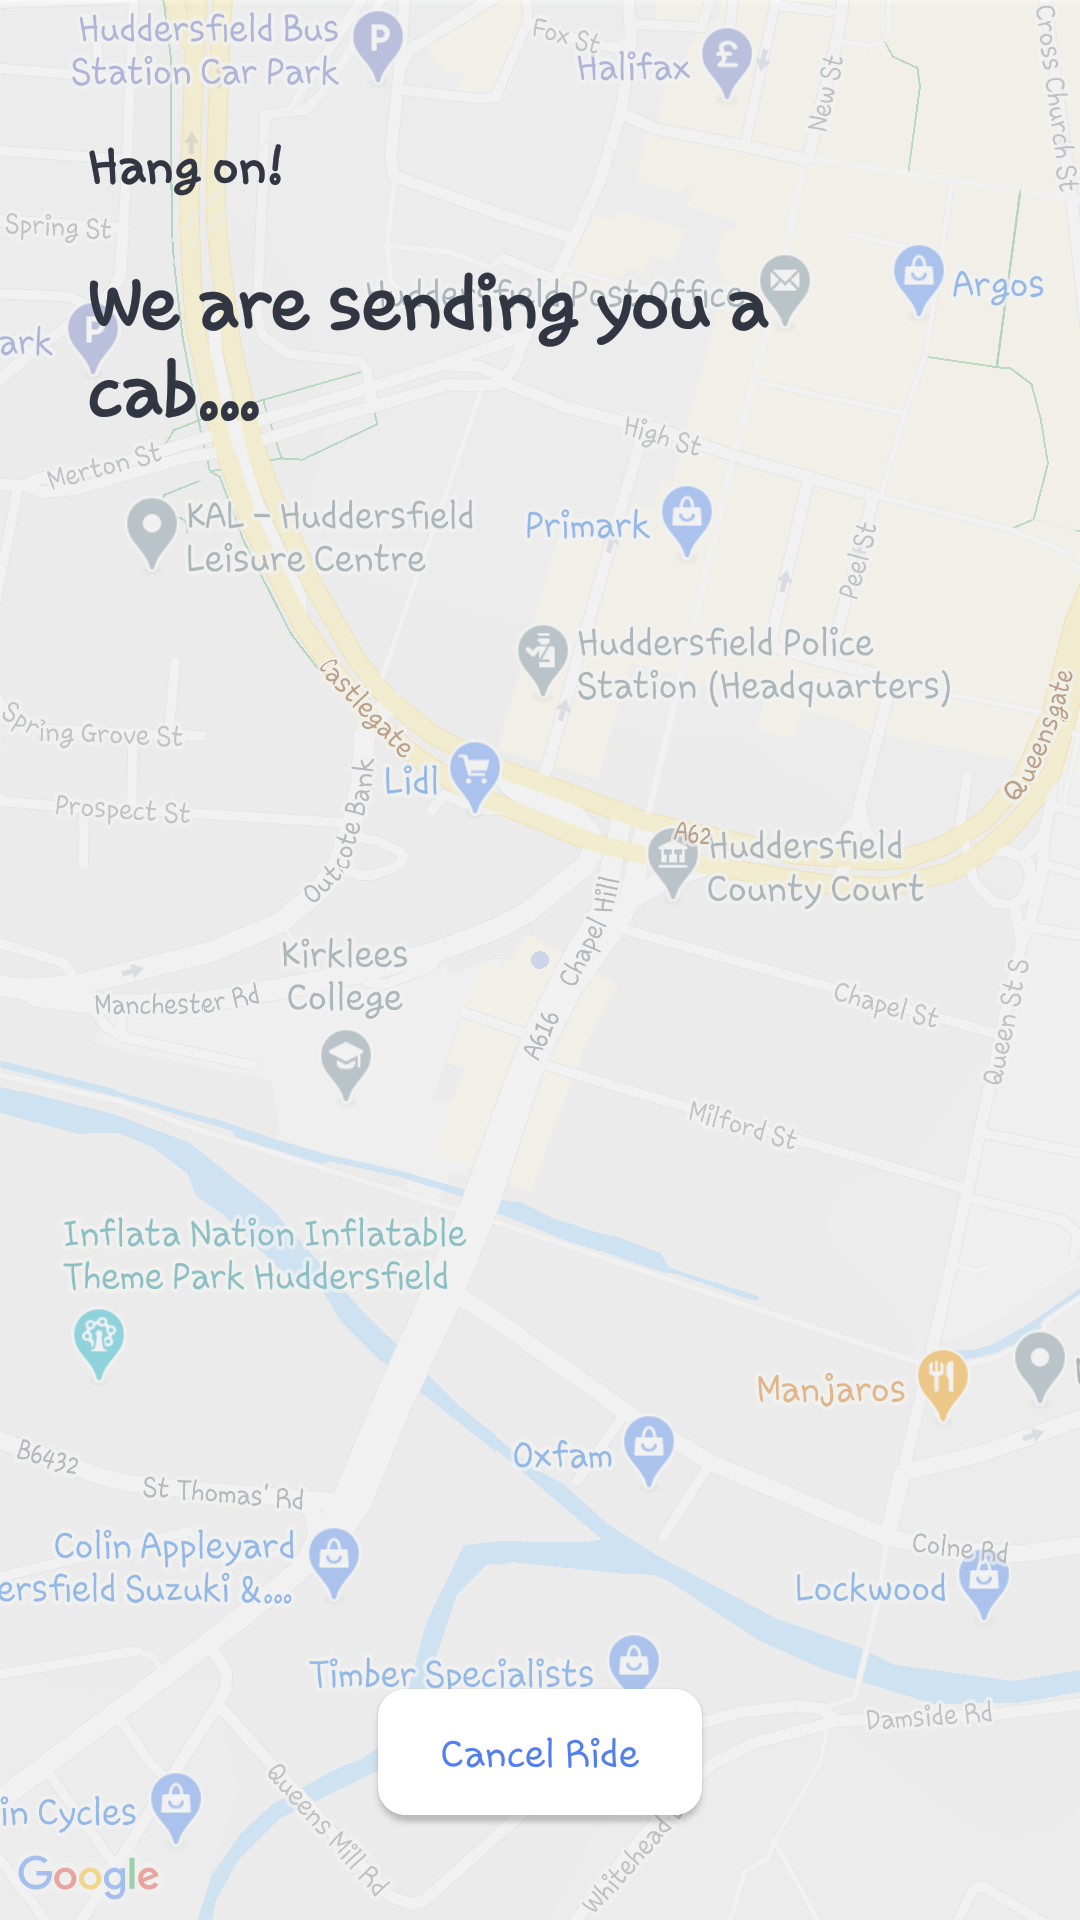 Huddersfield Bus
Station Car Park
Fox St
Halifax
New St
Cross Church St
Hang on!
Spring St
Huddersfield Post Office
Argos
We are sending you a
cab...
ark
High St
Merton St
KAL - Huddersfield
Leisure Centre
Primark
Peel St
Huddersfield Police
Station (Headquarters)
Castlegate
Queensgate
Spring Grove St
Lidl
Prospect St
Outcote Bank
A62
Huddersfield
County Court
Chapel Hill
Kirklees
College
Manchester Rd
Chapel St
Queen St S
A616
Milford St
Inflata Nation Inflatable
Theme Park Huddersfield
Manjaros
Oxfam
B6432
St Thomas' Rd
Colin Appleyard
ersfield Suzuki &...
Colne Rd
Lockwood
Timber Specialists
Damside Rd
Cancel Ride
in Cycles
Queens Mill Rd
Whitehead
Google